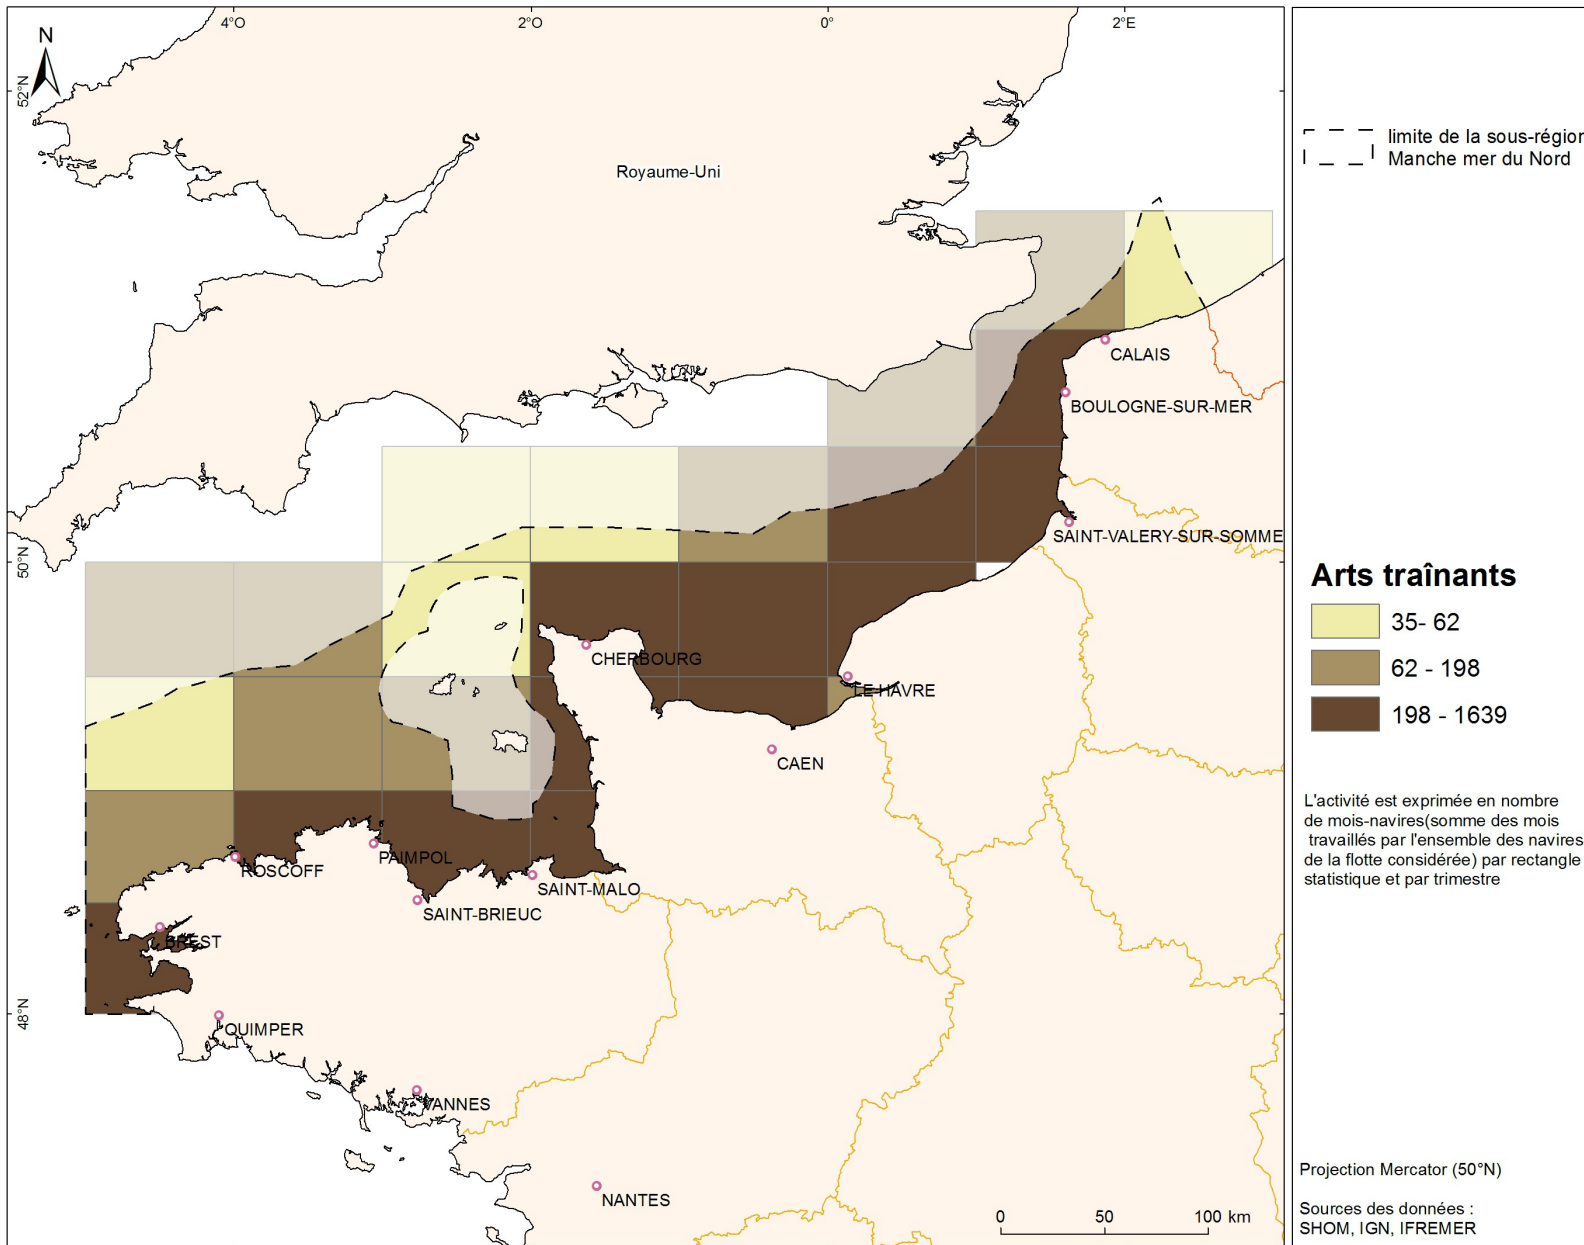 4°O
2°O
0°
2°E
N
52°N
50°N
48°N
Royaume-Uni
CALAIS
BOULOGNE-SUR-MER
SAINT-VALERY-SUR-SOMME
CHERBOURG
LE HAVRE
CAEN
PAIMPOL
ROSCOFF
SAINT-MALO
SAINT-BRIEUC
BREST
QUIMPER
VANNES
NANTES
0 50 100 km
limite de la sous-région
Manche mer du Nord
Arts traînants
35- 62
62 - 198
198 - 1639
L'activité est exprimée en nombre
de mois-navires(somme des mois
travaillés par l'ensemble des navires
de la flotte considérée) par rectangle
statistique et par trimestre
Projection Mercator (50°N)
Sources des données :
SHOM, IGN, IFREMER